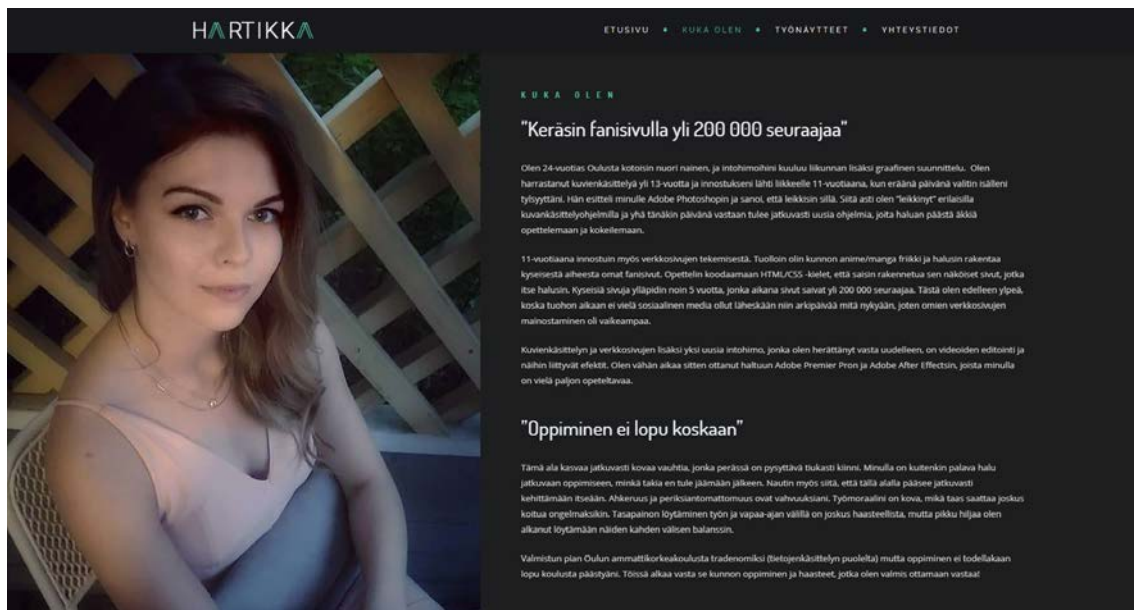 HARTIKKA
ETUSIVU • KUKA OLEN • TYÖNÄYTTEET • YHTEYSTIEDOT
KUKA OLEN
"Keräsin fanisivulla yli 200 000 seuraajaa"
Olen 24-vuotias Oulusta kotoisin nuori nainen, ja intohimoihini kuuluu liikunnan lisäksi graafinen suunnittelu. Olen
harrastanut kuvienkäsittelyä yli 13-vuotta ja innostukseni lähti liikkeelle 11-vuotiaana, kun eräänä päivänä valitin isälleni
tylsyyttäni. Hän esitteli minulle Adobe Photoshopin ja sanoi, että leikkisin sillä. Siitä asti olen "leikkinyt" erilaisilla
kuvankäsittelyohjelmilla ja yhä tänäkin päivänä vastaan tulee jatkuvasti uusia ohjelmia, joita haluan päästä äkkiä
opettelemaan ja kokeilemaan.
11-vuotiaana innostuin myös verkkosivujen tekemisestä. Tuolloin olin kunnon anime/manga friikki ja halusin rakentaa
kyseisestä aiheesta omat fanisivut. Opettelin koodaamaan HTML/CSS -kielet, että saisin rakennetua sen näköiset sivut, jotka
itse halusin. Kyseisiä sivuja ylläpidin noin 5 vuotta, jonka aikana sivut saivat yli 200 000 seuraajaa. Tästä olen edelleen ylpeä,
koska tuohon aikaan ei vielä sosiaalinen media ollut läheskään niin arkipäivää mitä nykyään, joten omien verkkosivujen
mainostaminen oli vaikeampaa.
Kuvienkäsittelyn ja verkkosivujen lisäksi yksi uusia intohimo, jonka olen herättänyt vasta uudelleen, on videoiden editointi ja
näihin liittyvät efektit. Olen vähän aikaa sitten ottanut haltuun Adobe Premier Pron ja Adobe After Effectsin, joista minulla
on vielä paljon opeteltavaa.
"Oppiminen ei lopu koskaan"
Tämä ala kasvaa jatkuvasti kovaa vauhtia, jonka perässä on pysyttävä tiukasti kiinni. Minulla on kuitenkin palava halu
jatkuvaan oppimiseen, minkä takia en tule jäämään jälkeen. Nautin myös siitä, että tällä alalla pääsee jatkuvasti
kehittämään itseään. Ahkeruus ja periksiantomattomuus ovat vahvuuksiani. Työmoraalini on kova, mikä taas saattaa joskus
koitua ongelmaksikin. Tasapainon löytäminen työn ja vapaa-ajan välillä on joskus haasteellista, mutta pikku hiljaa olen
alkanut löytämään näiden kahden välisen balanssin.
Valmistun pian Oulun ammattikorkeakoulusta tradenomiksi (tietojenkäsittelyn puolelta) mutta oppiminen ei todellakaan
lopu koulusta päästyäni. Töissä alkaa vasta se kunnon oppiminen ja haasteet, jotka olen valmis ottamaan vastaa!